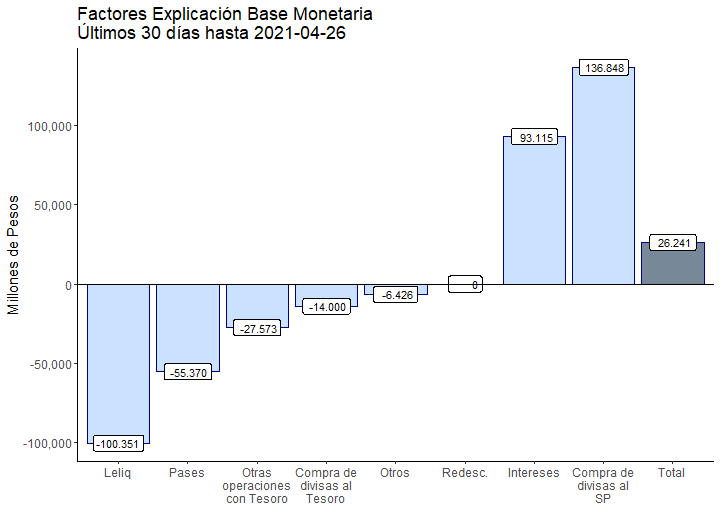 Factores Explicación Base Monetaria
Últimos 30 días hasta 2021-04-26
Millones de Pesos
100,000
50,000
0
-50,000
-100,000
-100.351
-55.370
-27.573
-14.000
-6.426
0
93.115
136.848
26.241
Leliq
Pases
Otras
operaciones
con Tesoro
Compra de
divisas al
Tesoro
Otros
Redesc.
Intereses
Compra de
divisas al
SP
Total